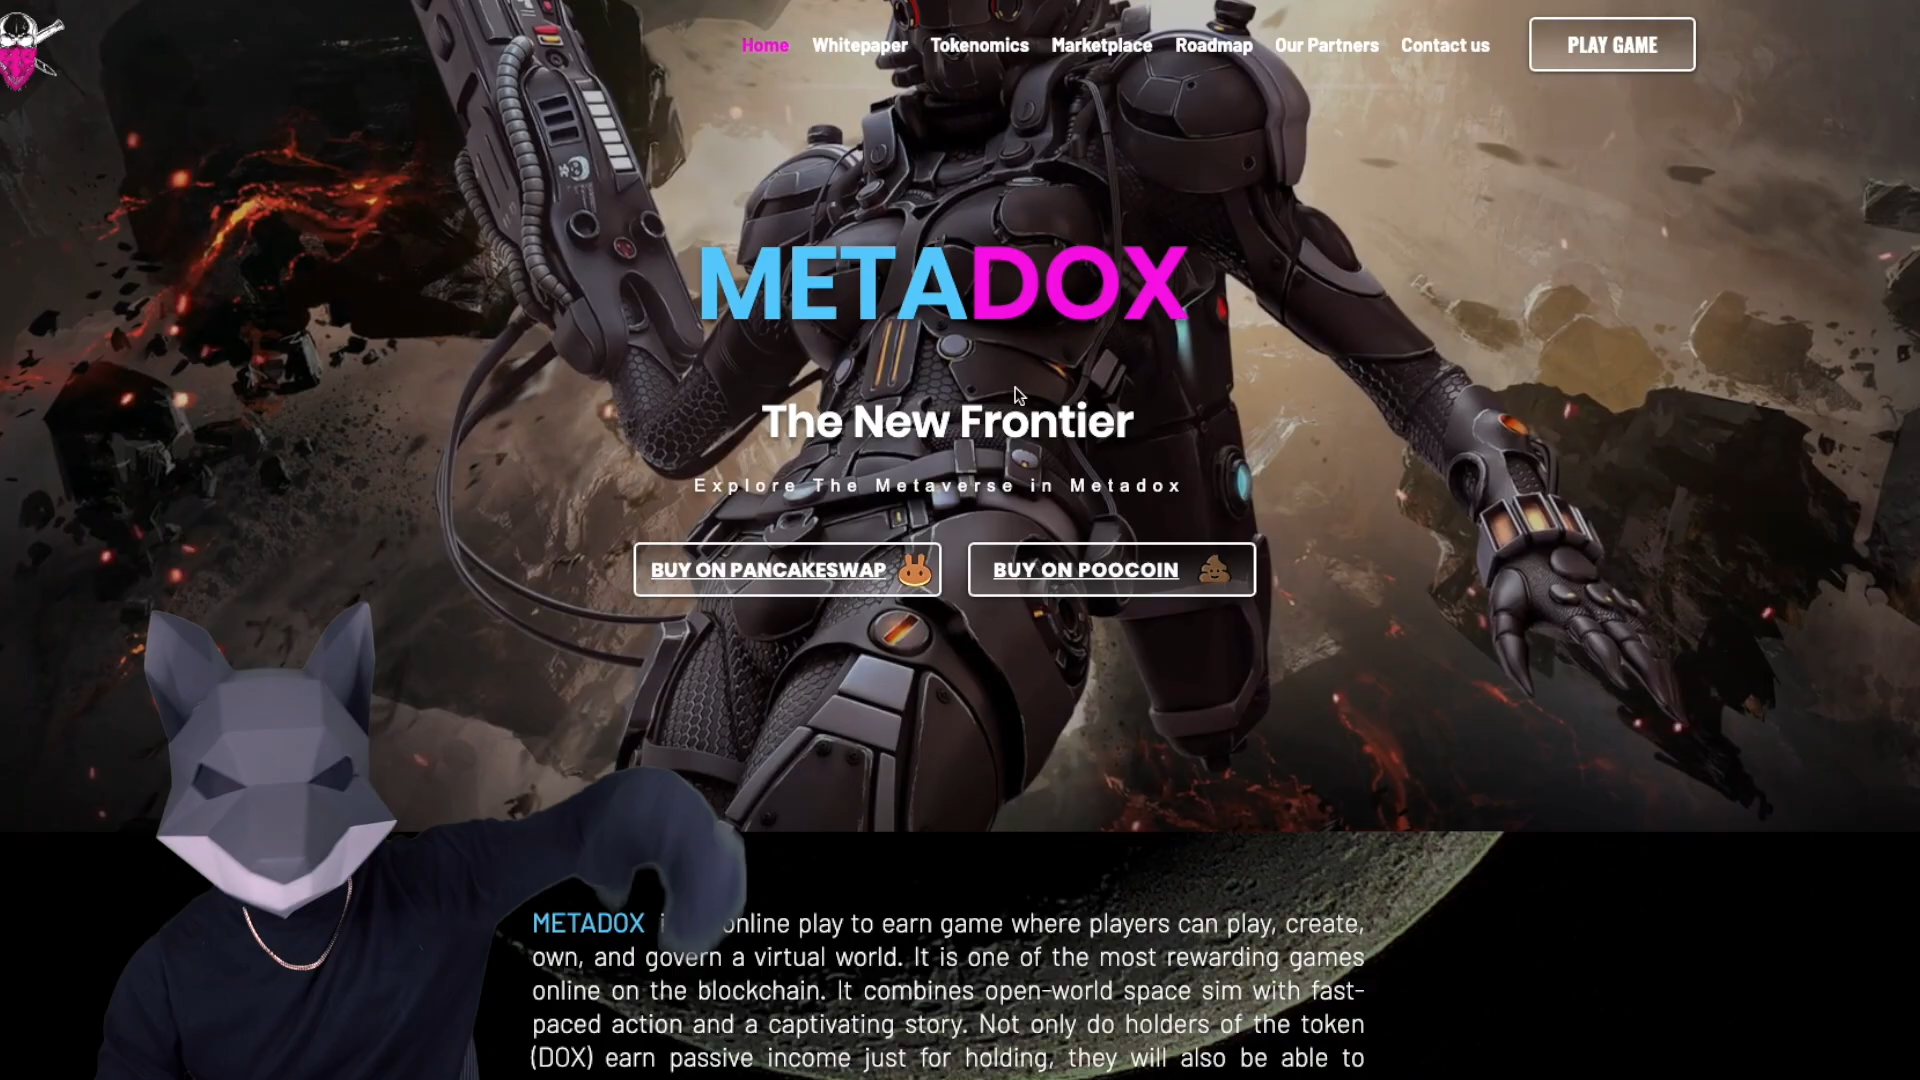 Home Whitepaper Tokenomics Marketplace Roadmap Our Partners Contact us PLAY GAME
METADOX
The New Frontier
Explore The Metaverse in Metadox
BUY ON PANCAKESWAP BUY ON POOCOIN
METADOX online play to earn game where players can play, create,
own, and govern a virtual world. It is one of the most rewarding games
online on the blockchain. It combines open-world space sim with fast-
paced action and a captivating story. Not only do holders of the token
(DOX) earn passive income just for holding, they will also be able to